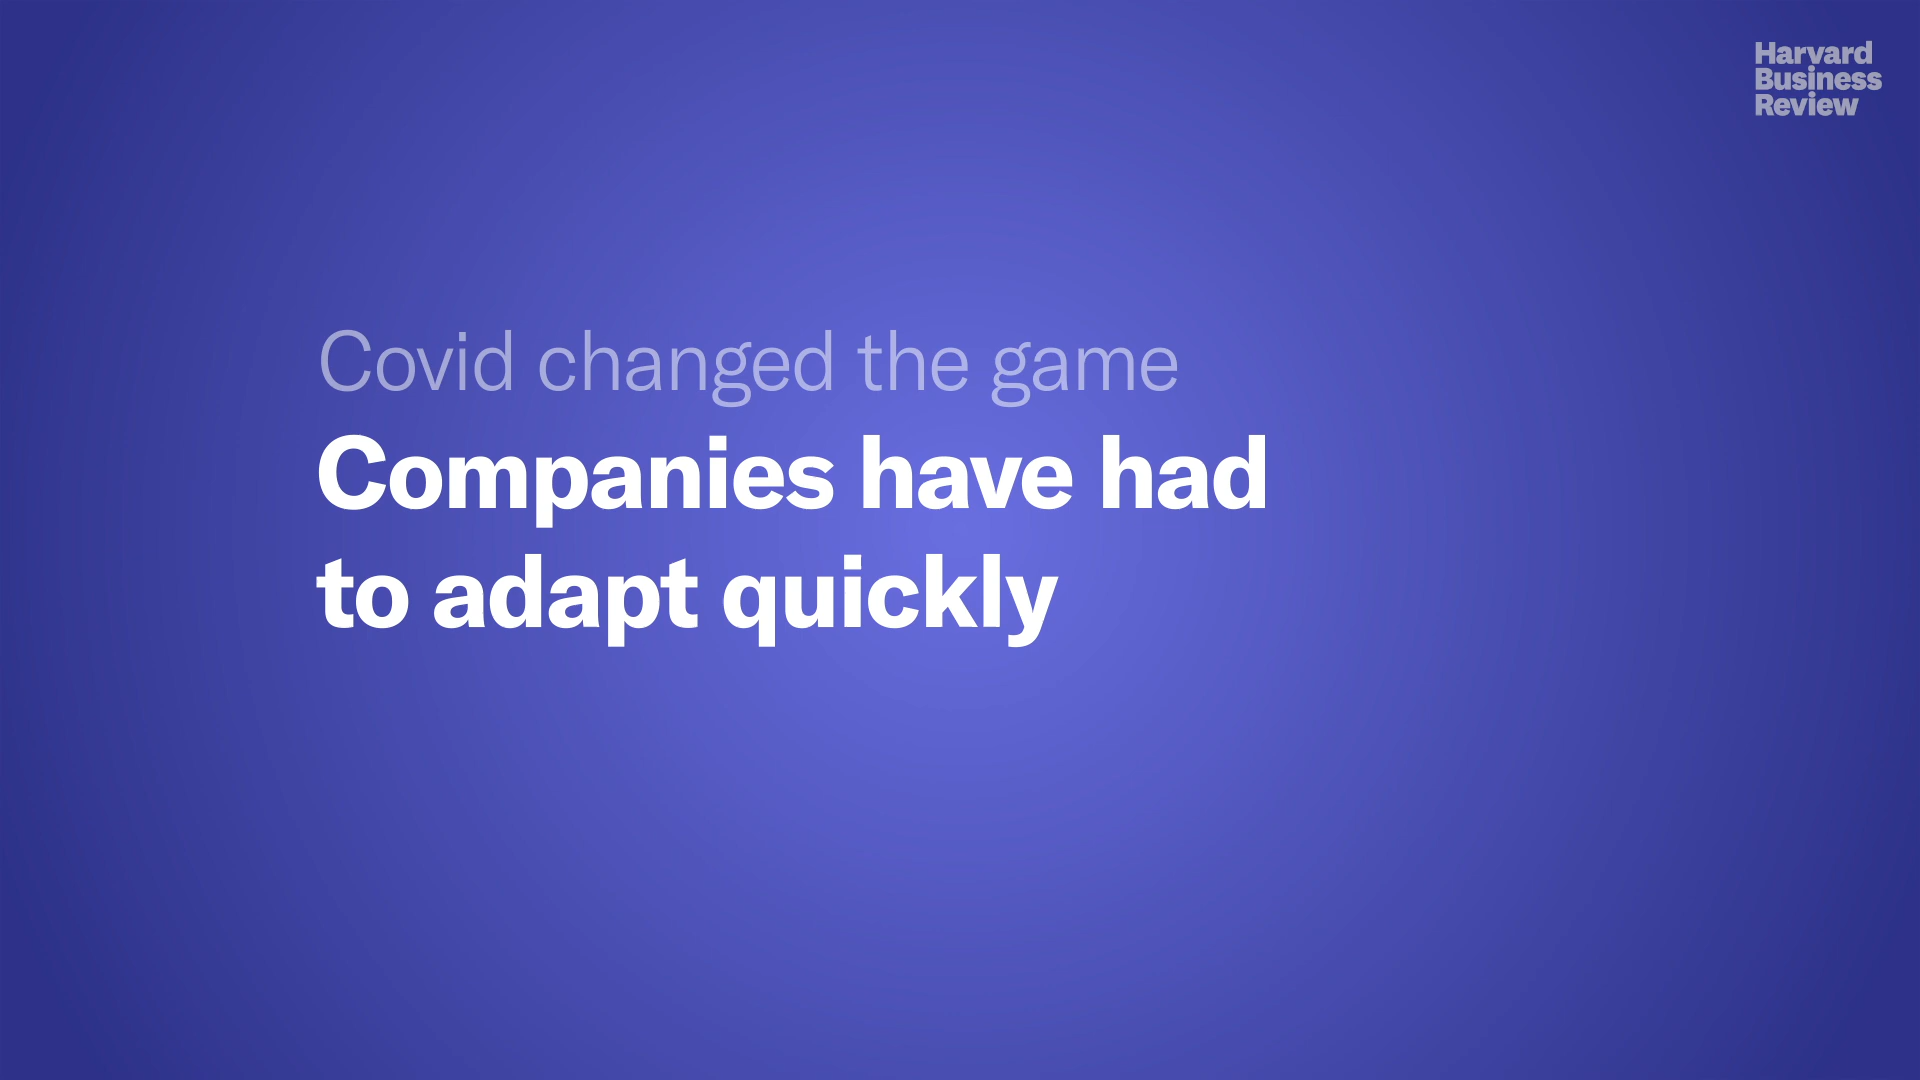 Harvard
Business
Review
Covid changed the game
Companies have had
to adapt quickly